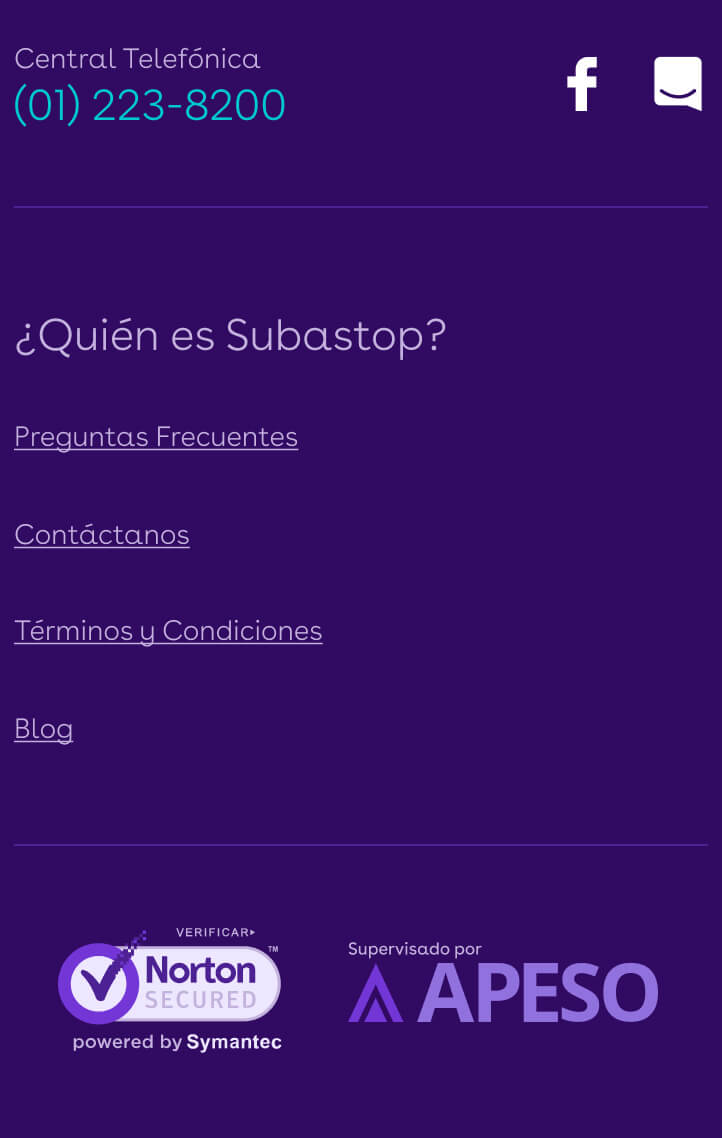 Central Telefónica
(01) 223-8200
¿Quién es Subastop?
Preguntas Frecuentes
Contáctanos
Términos y Condiciones
Blog
VERIFICAR
Norton™
SECURED
powered by Symantec
Supervisado por
APESO